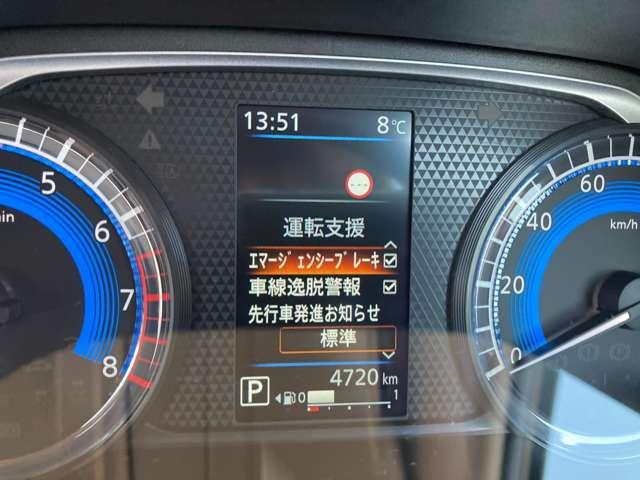 13:51 8℃
運転支援
ｴﾏｰｼﾞｪﾝｼｰﾌﾞﾚｰｷ
車線逸脱警報
先行車発進お知らせ
標準
4720 km
P 0 1
5
6
7
8
min
60
40
20
0
km/h